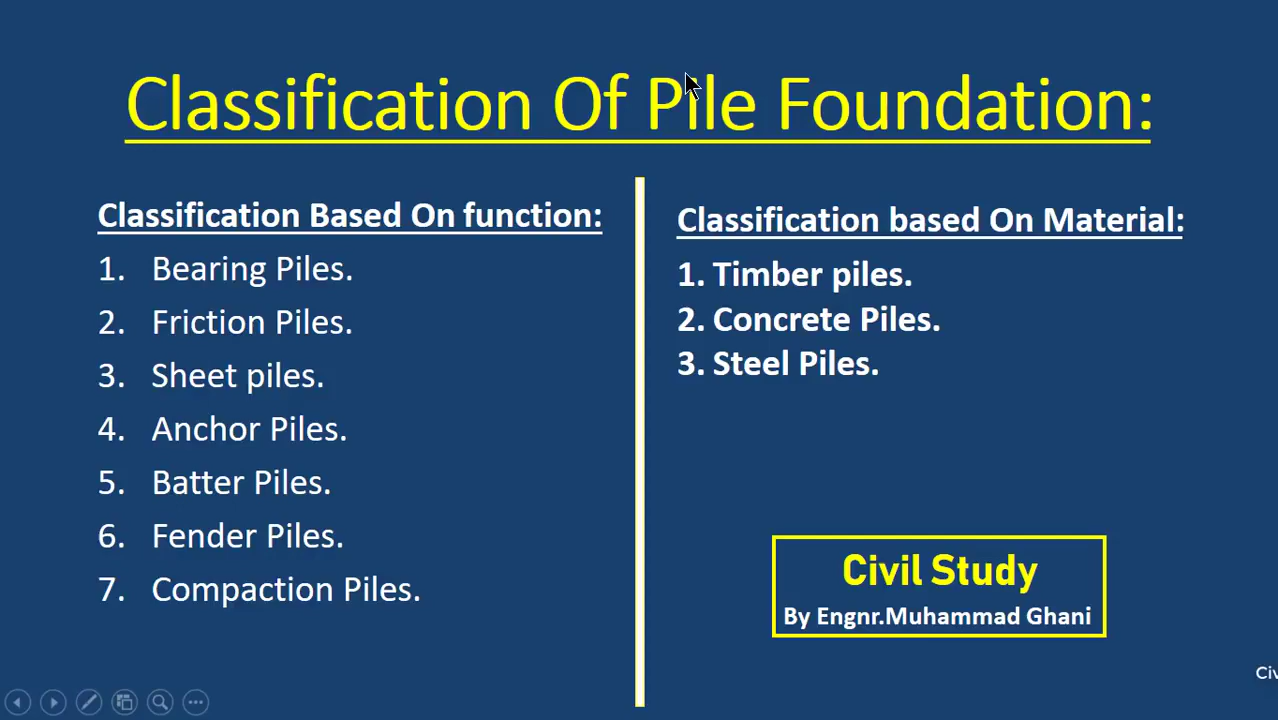 Classification Of Pile Foundation:
Classification Based On function:
1. Bearing Piles.
2. Friction Piles.
3. Sheet piles.
4. Anchor Piles.
5. Batter Piles.
6. Fender Piles.
7. Compaction Piles.
Classification based On Material:
1. Timber piles.
2. Concrete Piles.
3. Steel Piles.
Civil Study
By Engnr.Muhammad Ghani
Civ